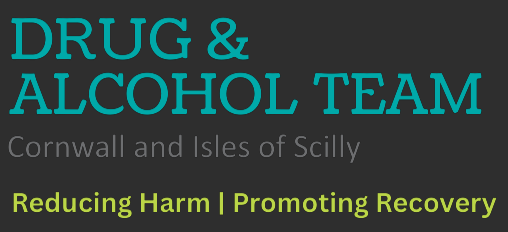 DRUG &
ALCOHOL TEAM
Cornwall and Isles of Scilly
Reducing Harm | Promoting Recovery